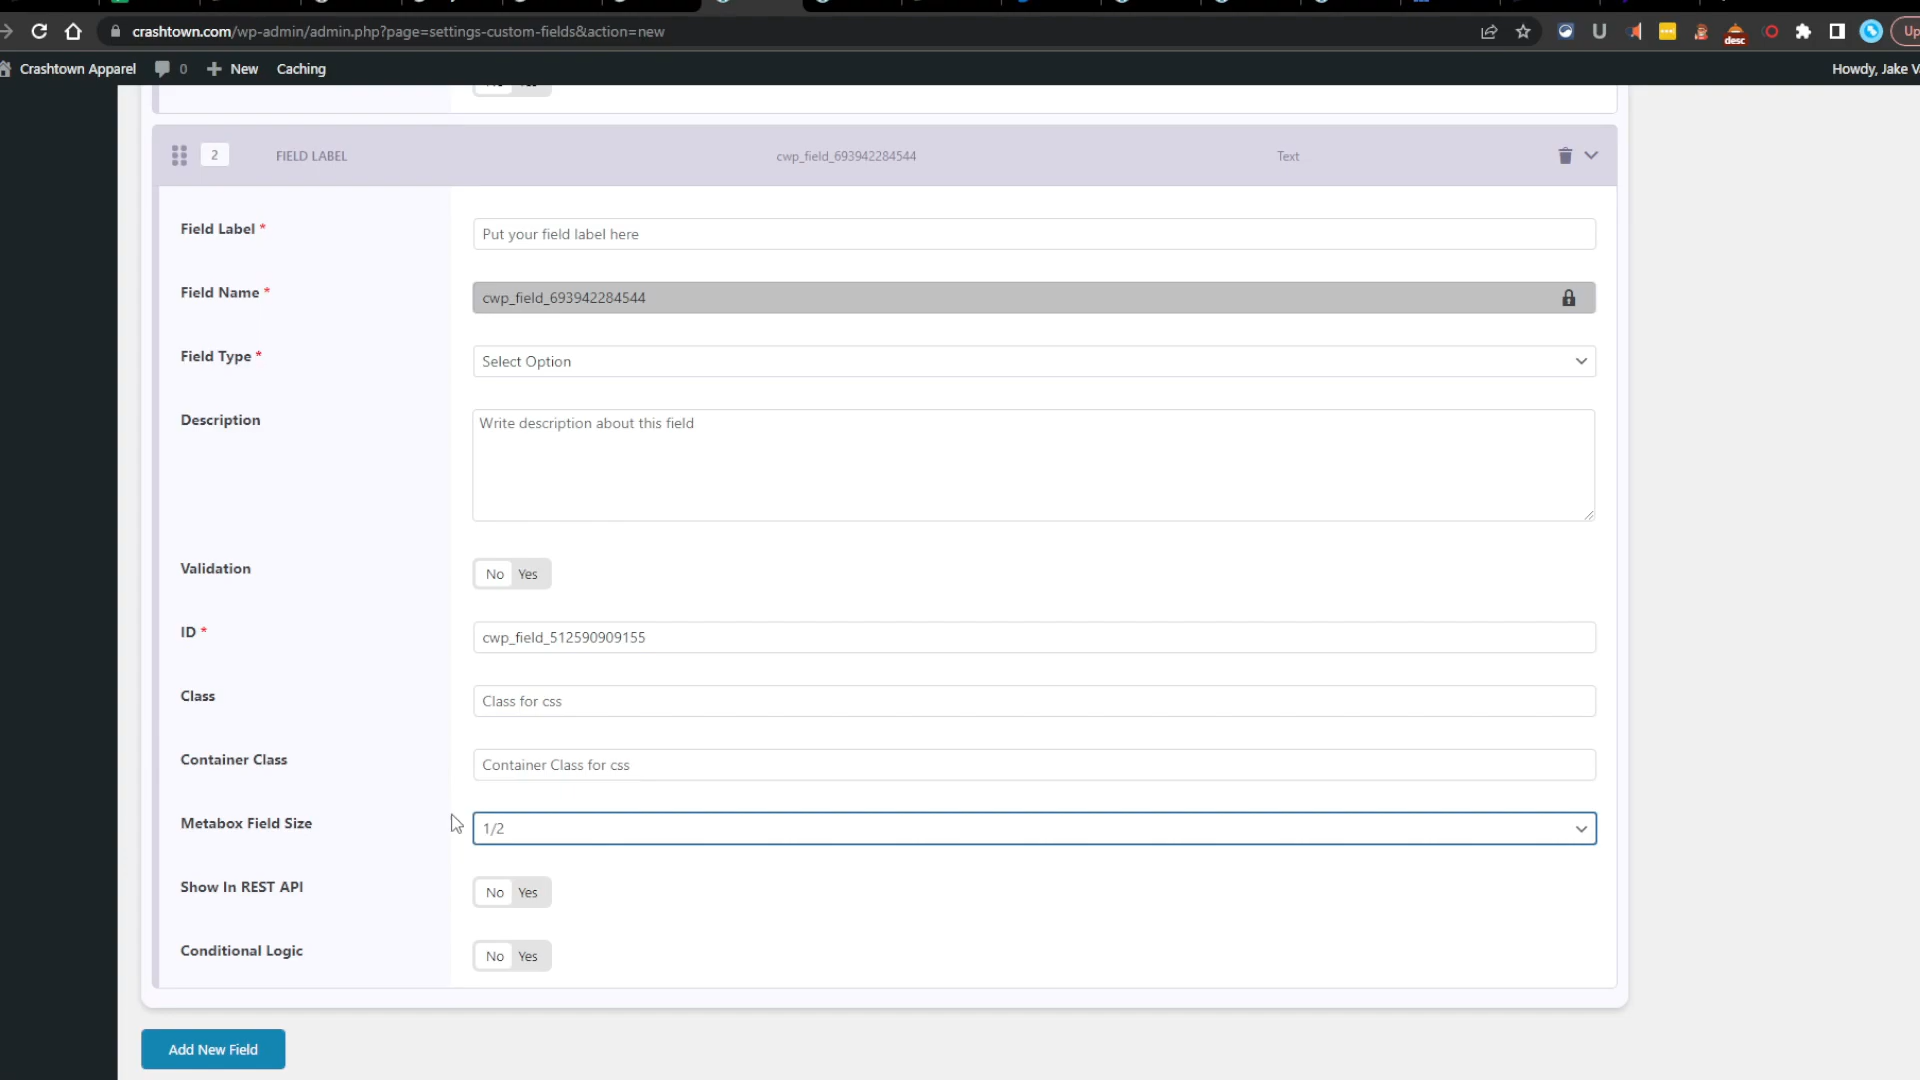 crashtown.com/wp-admin/admin.php?page=settings-custom-fields&action=new
desc
Up
Crashtown Apparel 0 New Caching Howdy, Jake
2 FIELD LABEL cwp_field_693942284544 Text
Field Label * Put your field label here
Field Name * cwp_field_693942284544
Field Type * Select Option
Description Write description about this field
Validation No Yes
ID * cwp_field_512590909155
Class Class for css
Container Class Container Class for css
Metabox Field Size 1/2
Show In REST API No Yes
Conditional Logic No Yes
Add New Field